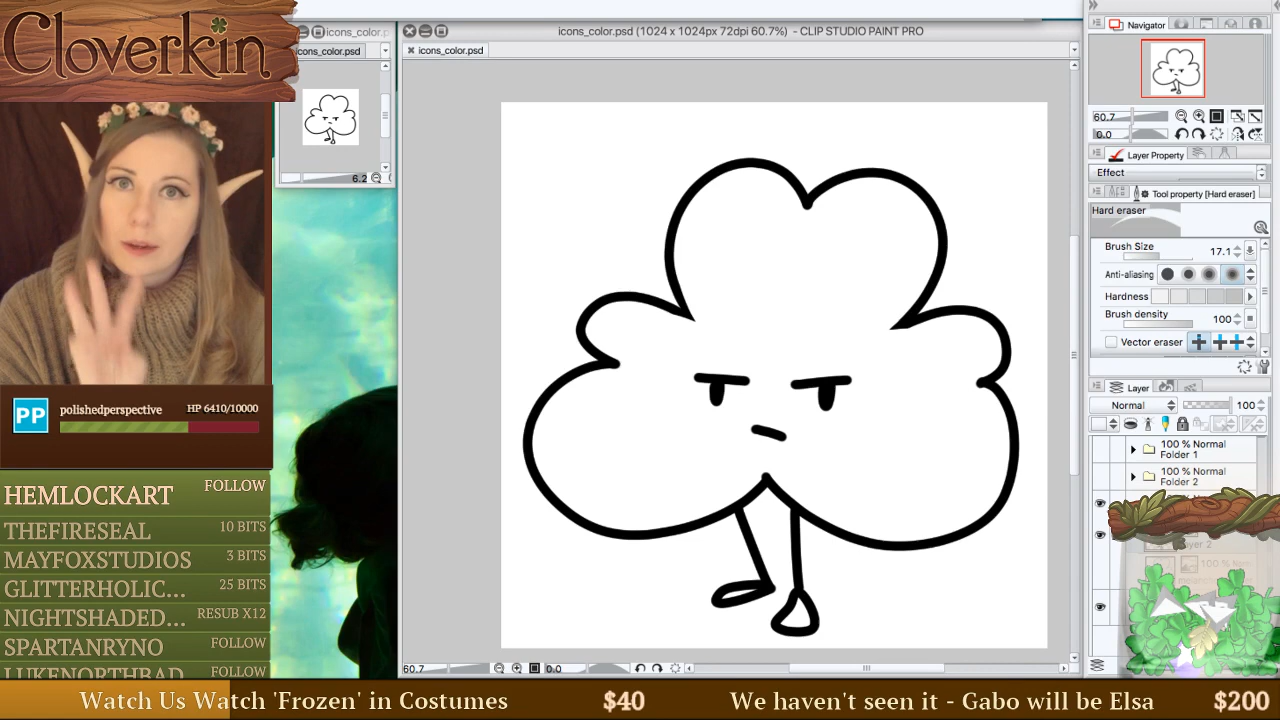 Cloverkin
icons_color.
icons_color.psd
6.2
icons_color.psd (1024 x 1024px 72dpi 60.7%) - CLIP STUDIO PAINT PRO
icons_color.psd
60.7
0.0
Navigator
60.7
0.0
Layer Property
Effect
Tool property [Hard eraser]
Hard eraser
Brush Size
17.1
Anti-aliasing
Hardness
Brush density
100
Vector eraser
Layer
Normal
100
100 % Normal
Folder 1
100 % Normal
Folder 2
PP
polishedperspective
HP 6410/10000
HEMLOCKART
FOLLOW
THEFIRESEAL
10 BITS
MAYFOXSTUDIOS
3 BITS
GLITTERHOLIC...
25 BITS
NIGHTSHADED...
RESUB X12
SPARTANRYNO
FOLLOW
LUKENORTHBAD
FOLLOW
Watch Us Watch 'Frozen' in Costumes
$40
We haven't seen it - Gabo will be Elsa
$200